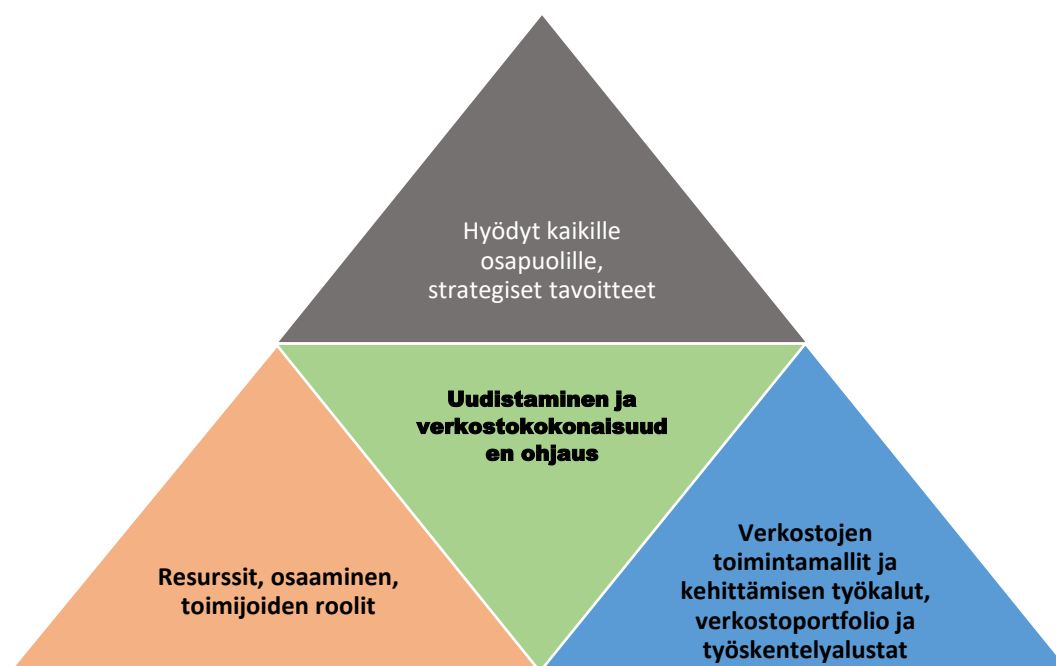 Hyödyt kaikille
osapuolille,
strategiset tavoitteet
Uudistaminen ja
verkostokokonaisuud
en ohjaus
Resurssit, osaaminen,
toimijoiden roolit
Verkostojen
toimintamallit ja
kehittämisen työkalut,
verkostoportfolio ja
työskentelyalustat